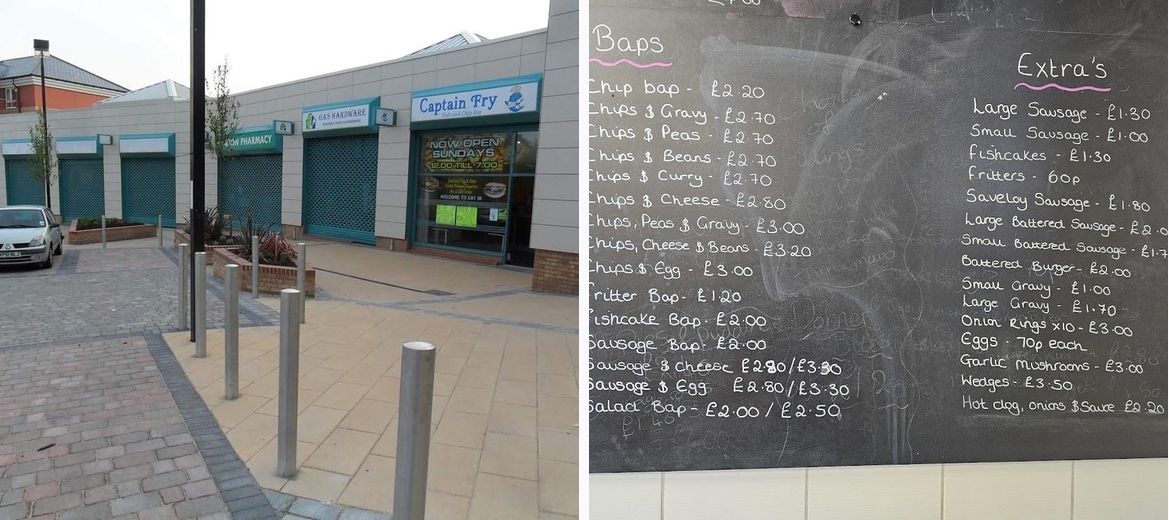 G&S HARDWARE
PHARMACY
Captain Fry
Fish and Chip Bar
NOW OPEN
SUNDAYS
12.00 TILL 7.00
WELCOME TO EAT IN
Baps
Chip bap - £2.20
Chips $ Gravy - £2.70
Chips $ Peas - £2.70
Chips $ Beans - £2.70
Chips $ Curry - £2.70
Chips $ Cheese - £2.80
Chips, Peas $ Gravy - £3.00
Chips, Cheese $ Beans - £3.20
Chips $ Egg - £3.00
Fritter Bap - £1.20
Fishcake Bap - £2.00
Sausage Bap - £2.00
Sausage $ Cheese £2.80/£3.30
Sausage $ Egg £2.80/£3.30
Salad Bap - £2.00 / £2.50
Extra's
Large Sausage - £1.30
Small Sausage - £1.00
Fishcakes - £1.30
Fritters - 60p
Saveloy Sausage - £1.80
Large Battered Sausage - £2.0
Small Battered Sausage - £1.7
Battered Burger - £2.00
Small Gravy - £1.00
Large Gravy - £1.70
Onion Rings x10 - £3.00
Eggs - 70p each
Garlic Mushrooms - £3.00
Wedges - £3.50
Hot dog, onions $ Sauce £2.20